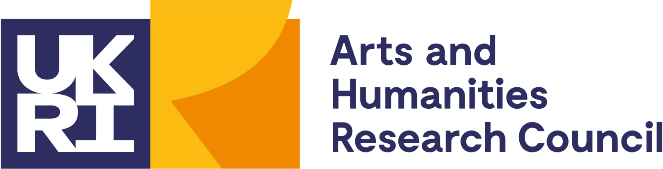 UK
RI
Arts and
Humanities
Research Council